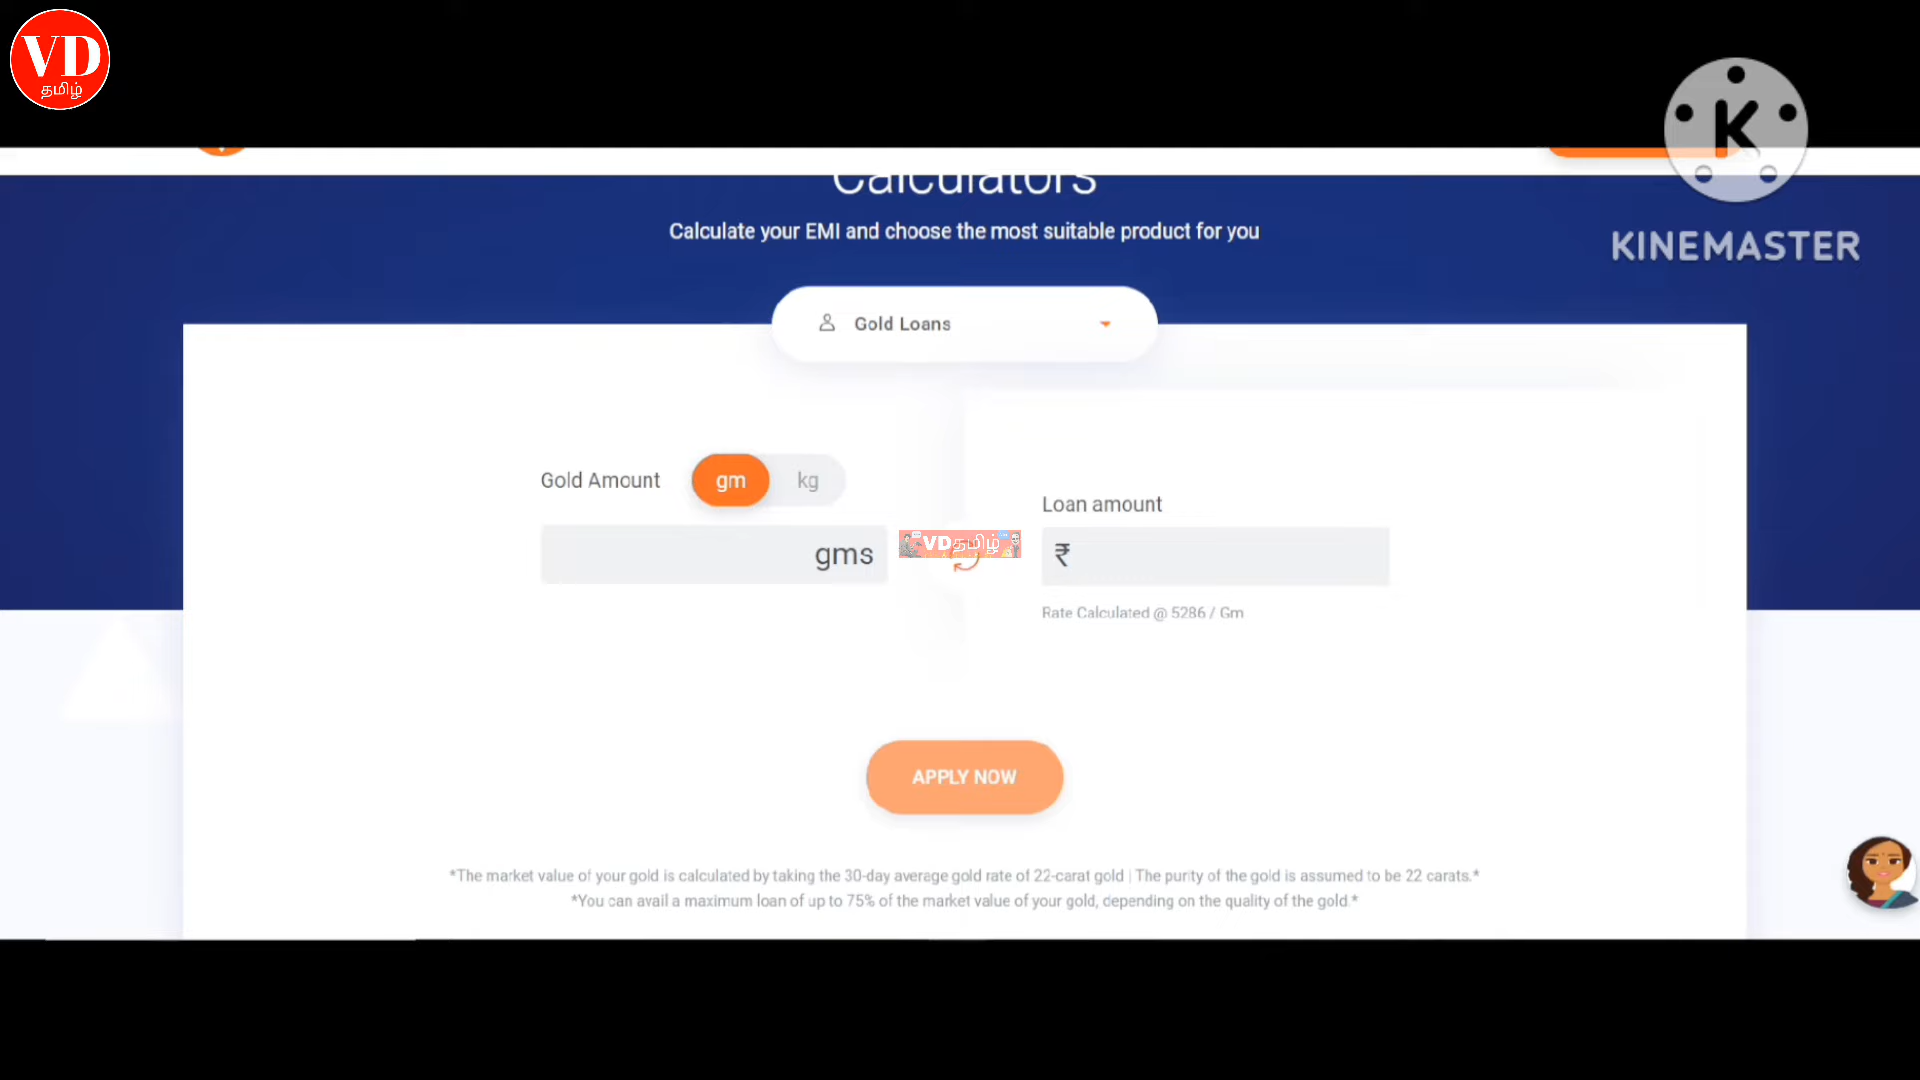 VD
தமிழ்
K
KINEMASTER
Calculators
Calculate your EMI and choose the most suitable product for you
Gold Loans
Gold Amount gm kg
gms
VDதமிழ்
Loan amount
₹
Rate Calculated @ 5286 / Gm
APPLY NOW
*The market value of your gold is calculated by taking the 30-day average gold rate of 22-carat gold | The purity of the gold is assumed to be 22 carats.*
*You can avail a maximum loan of up to 75% of the market value of your gold, depending on the quality of the gold.*